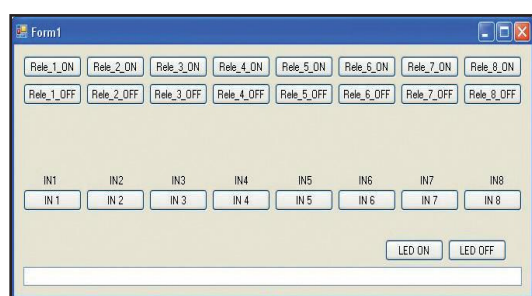 Form1
Rele_1_ON Rele_2_ON Rele_3_ON Rele_4_ON Rele_5_ON Rele_6_ON Rele_7_ON Rele_8_ON
Rele_1_OFF Rele_2_OFF Rele_3_OFF Rele_4_OFF Rele_5_OFF Rele_6_OFF Rele_7_OFF Rele_8_OFF
IN1 IN2 IN3 IN4 IN5 IN6 IN7 IN8
IN 1 IN 2 IN 3 IN 4 IN 5 IN 6 IN 7 IN 8
LED ON LED OFF